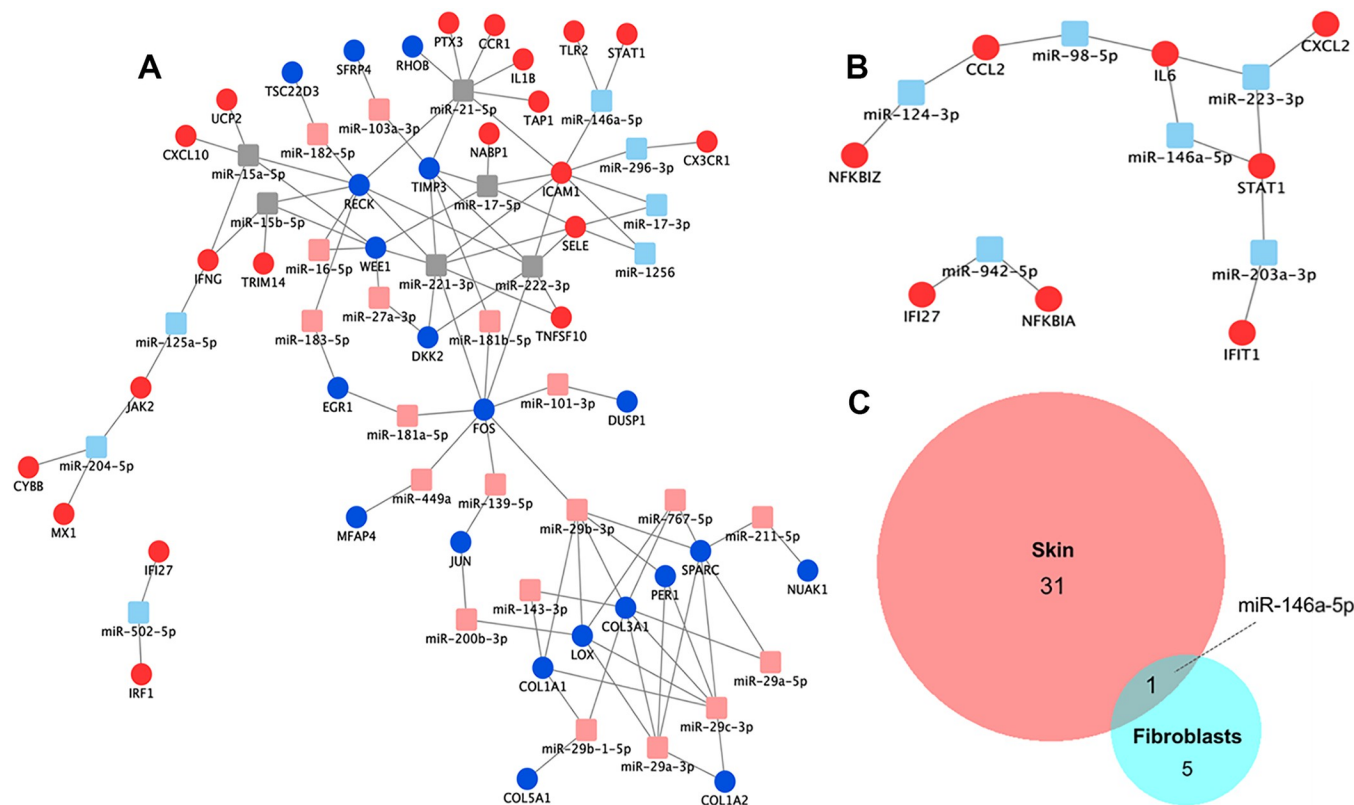 A
PTX3
CCR1
TLR2
STAT1
RHOB
SFRP4
IL1B
TSC22D3
miR-21-5p
TAP1
miR-146a-5p
UCP2
miR-103a-3p
NABP1
CXCL10
miR-182-5p
miR-296-3p
CX3CR1
miR-15a-5p
TIMP3
ICAM1
RECK
miR-17-5p
miR-15b-5p
miR-17-3p
SELE
IFNG
TRIM14
miR-16-5p
WEE1
miR-221-3p
miR-222-3p
miR-1256
miR-27a-3p
miR-125a-5p
miR-183-5p
DKK2
miR-181b-5p
TNFSF10
JAK2
EGR1
miR-101-3p
DUSP1
miR-181a-5p
FOS
miR-204-5p
CYBB
MX1
miR-449a
miR-139-5p
MFAP4
miR-29b-3p
miR-767-5p
miR-211-5p
JUN
SPARC
NUAK1
IFI27
PER1
miR-502-5p
miR-143-3p
COL3A1
miR-200b-3p
LOX
IRF1
COL1A1
miR-29a-5p
miR-29c-3p
miR-29b-1-5p
miR-29a-3p
COL5A1
COL1A2
B
CXCL2
miR-98-5p
CCL2
IL6
miR-223-3p
miR-124-3p
miR-146a-5p
NFKBIZ
STAT1
miR-942-5p
miR-203a-3p
IFI27
NFKBIA
IFIT1
C
Skin
31
miR-146a-5p
1
Fibroblasts
5